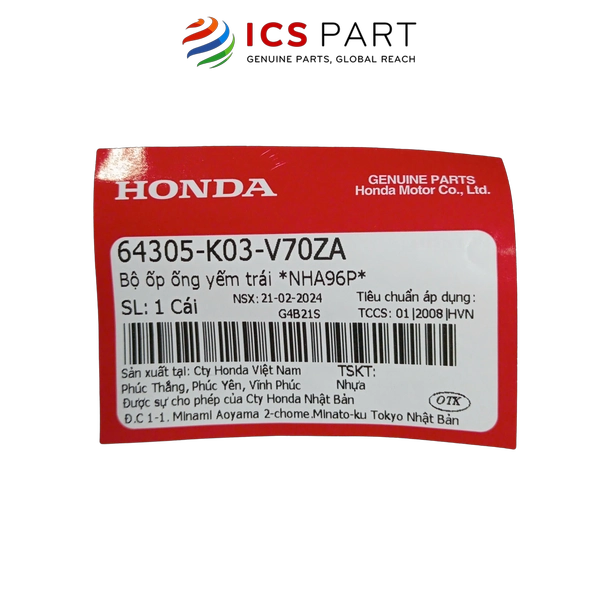 ICS PART
GENUINE PARTS, GLOBAL REACH
HONDA
GENUINE PARTS
Honda Motor Co., Ltd.
64305-K03-V70ZA
Bộ ốp ống yếm trái *NHA96P*
SL: 1 Cái
NSX: 21-02-2024
Tiêu chuẩn áp dụng:
G4B21S
TCCS: 01|2008|HVN
Sản xuất tại: Cty Honda Việt Nam
TSKT:
Phúc Thắng, Phúc Yên, Vĩnh Phúc
Nhựa
Được sự cho phép của Cty Honda Nhật Bản
Đ.C 1-1. Minami Aoyama 2-chome.Minato-ku Tokyo Nhật Bản
OTK